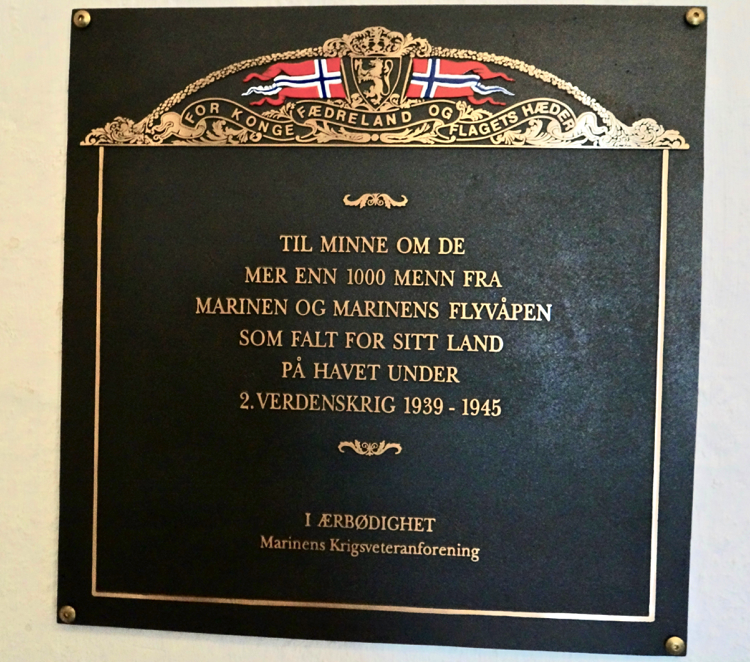 FOR KONGE FÆDRELAND OG FLAGETS HÆDER
TIL MINNE OM DE
MER ENN 1000 MENN FRA
MARINEN OG MARINENS FLYVÅPEN
SOM FALT FOR SITT LAND
PÅ HAVET UNDER
2.VERDENSKRIG 1939 - 1945
I ÆRBØDIGHET
Marinens Krigsveteranforening